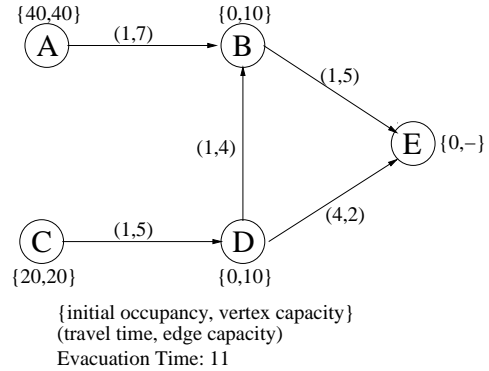 {40,40}
{0,10}
A
(1,7)
B
(1,5)
(1,4)
E
{0,−}
(4,2)
C
(1,5)
D
{20,20}
{0,10}
{initial occupancy, vertex capacity}
(travel time, edge capacity)
Evacuation Time: 11